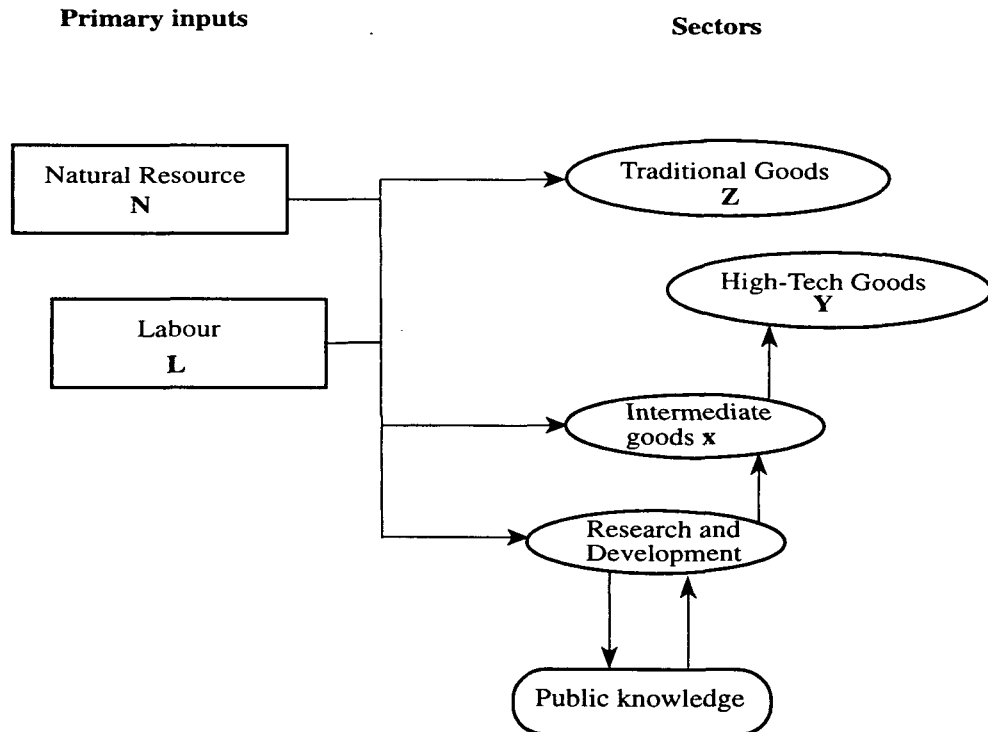 Primary inputs
Sectors
Natural Resource
N
Traditional Goods
Z
High-Tech Goods
Y
Labour
L
Intermediate
goods x
Research and
Development
Public knowledge